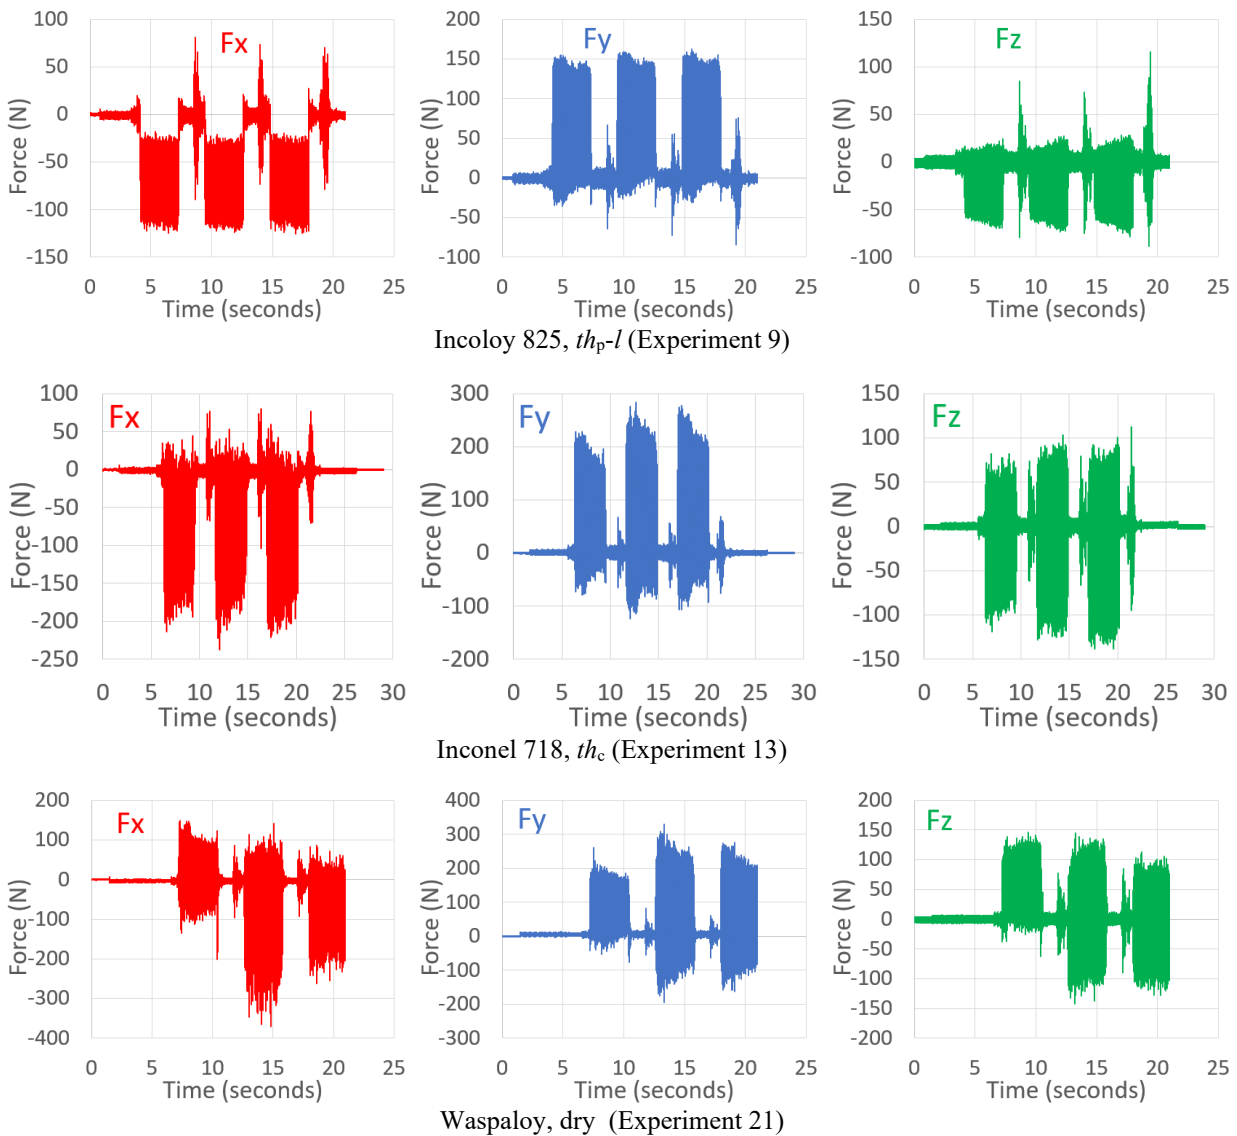 Fx
Force (N)
100
50
0
-50
-100
-150
0 5 10 15 20 25
Time (seconds)
Fy
Force (N)
200
150
100
50
0
-50
-100
0 5 10 15 20 25
Time (seconds)
Fz
Force (N)
150
100
50
0
-50
-100
0 5 10 15 20 25
Time (seconds)
Incoloy 825, thp-l (Experiment 9)
Fx
Force (N)
100
50
0
-50
-100
-150
-200
-250
0 5 10 15 20 25 30
Time (seconds)
Fy
Force (N)
300
200
100
0
-100
-200
0 5 10 15 20 25 30
Time (seconds)
Fz
Force (N)
150
100
50
0
-50
-100
-150
0 5 10 15 20 25 30
Time (seconds)
Inconel 718, thc (Experiment 13)
Fx
Force (N)
200
100
0
-100
-200
-300
-400
0 5 10 15 20 25
Time (seconds)
Fy
Force (N)
400
300
200
100
0
-100
-200
-300
0 5 10 15 20 25
Time (seconds)
Fz
Force (N)
200
150
100
50
0
-50
-100
-150
-200
0 5 10 15 20 25
Time (seconds)
Waspaloy, dry (Experiment 21)